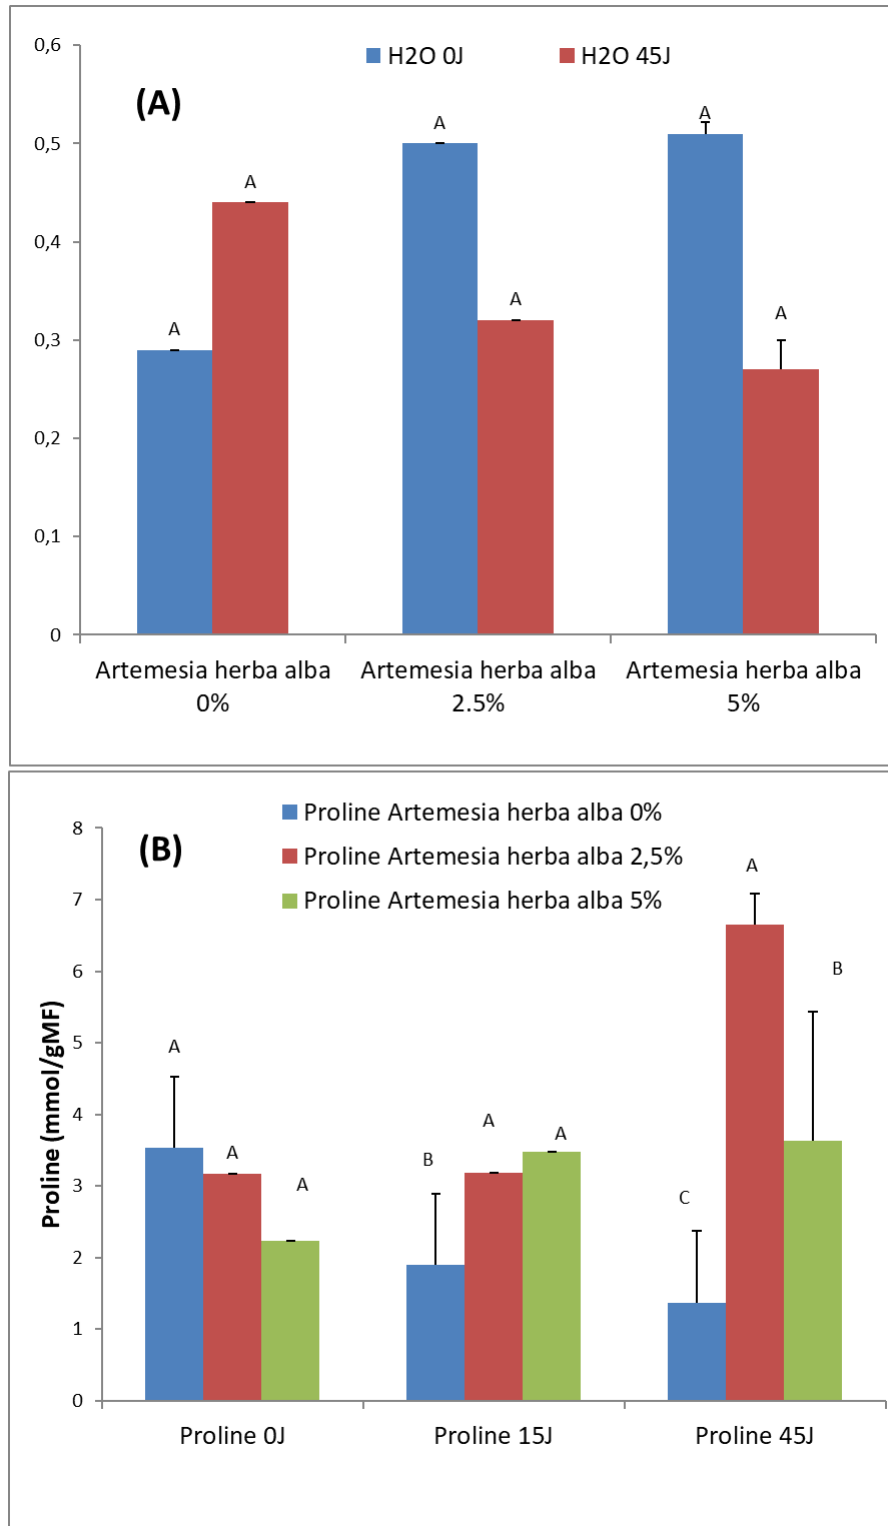 H2O 0J H2O 45J
(A)
0,6
0,5
0,4
0,3
0,2
0,1
0
A
A
A
A
A
A
Artemesia herba alba 0%
Artemesia herba alba 2.5%
Artemesia herba alba 5%
Proline Artemesia herba alba 0%
Proline Artemesia herba alba 2,5%
Proline Artemesia herba alba 5%
(B)
Proline (mmol/gMF)
8
7
6
5
4
3
2
1
0
A
A
A
B
A
A
C
A
B
Proline 0J
Proline 15J
Proline 45J